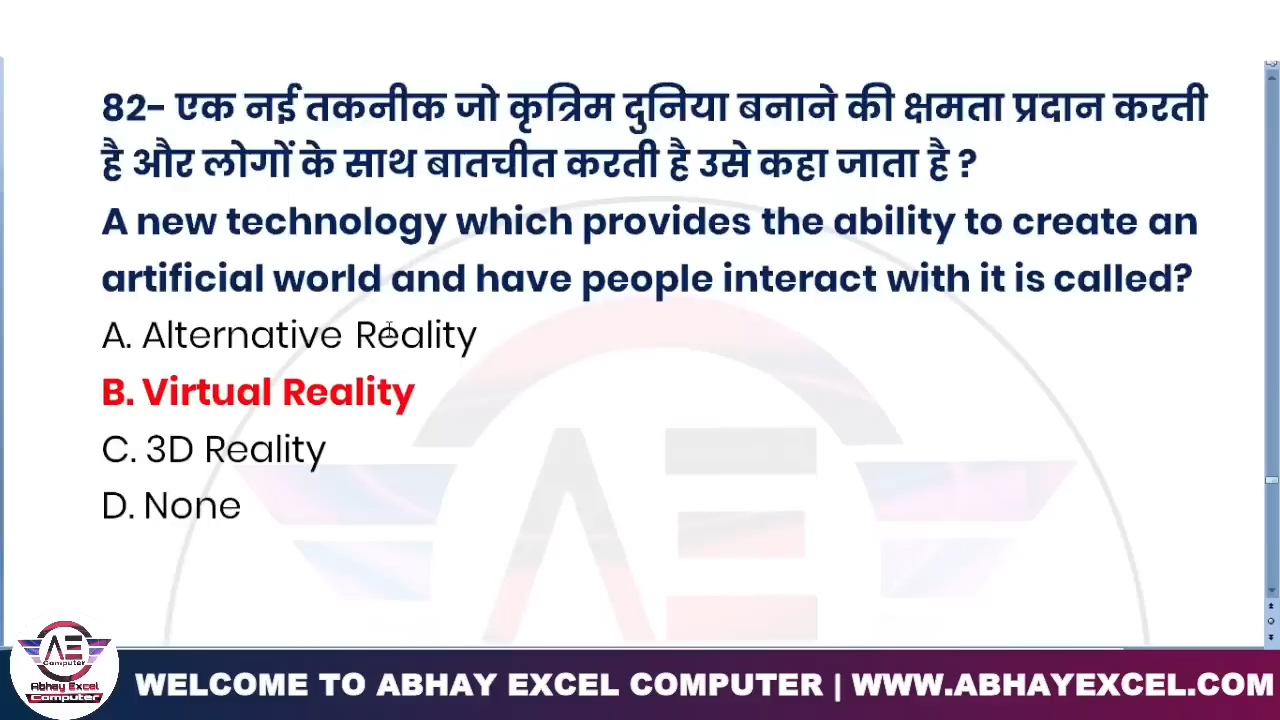 82- एक नई तकनीक जो कृत्रिम दुनिया बनाने की क्षमता प्रदान करती
है और लोगों के साथ बातचीत करती है उसे कहा जाता है ?
A new technology which provides the ability to create an
artificial world and have people interact with it is called?
A. Alternative Reality
B. Virtual Reality
C. 3D Reality
D. None
AE
Computer
Abhay Excel
Computer
WELCOME TO ABHAY EXCEL COMPUTER | WWW.ABHAYEXCEL.COM